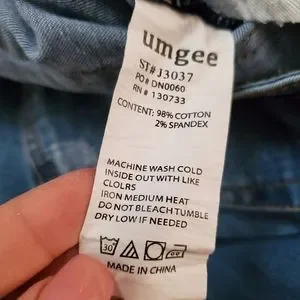 umgee
ST# J3037
PO# DN0060
RN # 130733
CONTENT: 98% COTTON
2% SPANDEX
MACHINE WASH COLD
INSIDE OUT WITH LIKE
CLOLRS
IRON MEDIUM HEAT
DO NOT BLEACH TUMBLE
DRY LOW IF NEEDED
30
MADE IN CHINA